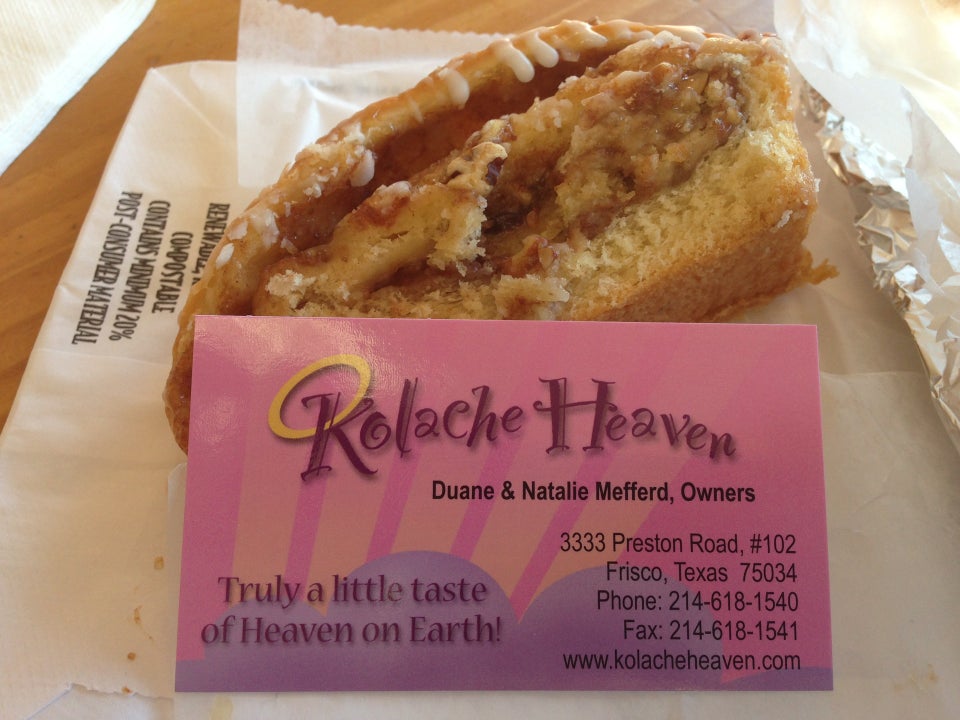 RENEWABLE,
COMPOSTABLE
CONTAINS MINIMUM 20%
POST-CONSUMER MATERIAL
Kolache Heaven
Duane & Natalie Mefferd, Owners
3333 Preston Road, #102
Frisco, Texas 75034
Phone: 214-618-1540
Fax: 214-618-1541
www.kolacheheaven.com
Truly a little taste
of Heaven on Earth!